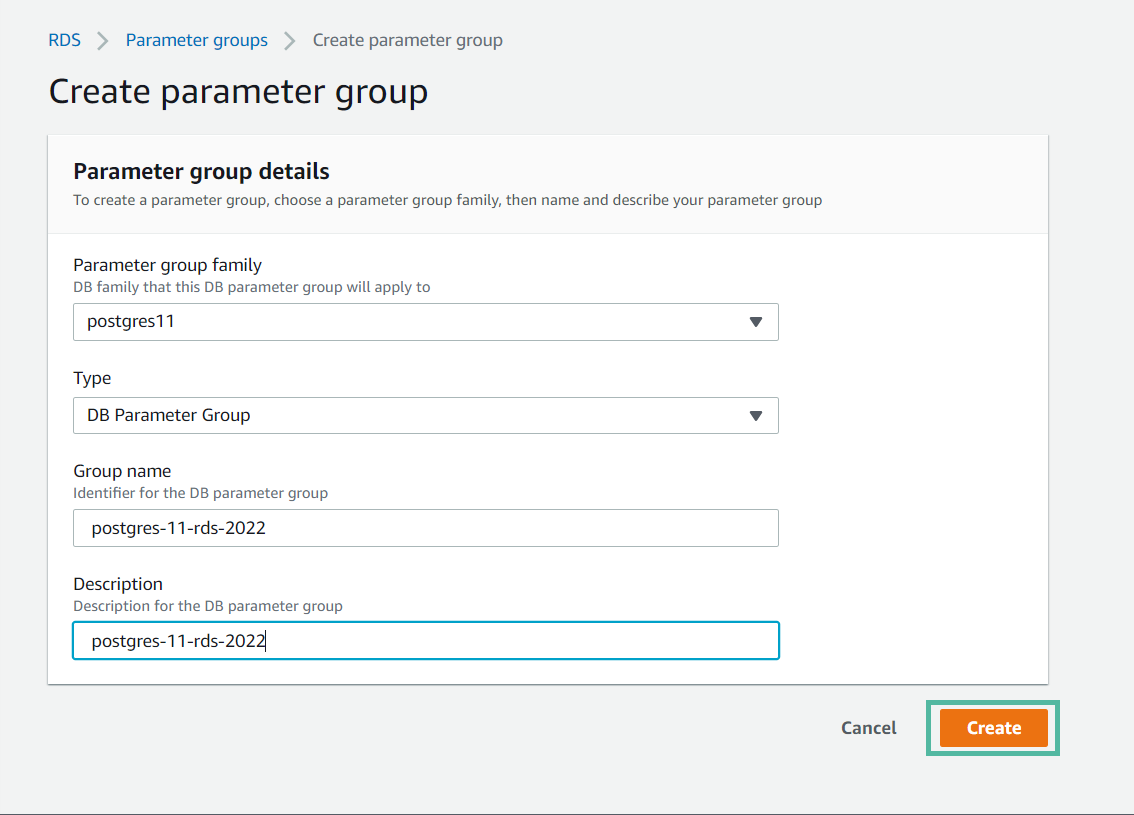 RDS > Parameter groups > Create parameter group
Create parameter group
Parameter group details
To create a parameter group, choose a parameter group family, then name and describe your parameter group
Parameter group family
DB family that this DB parameter group will apply to
postgres11
Type
DB Parameter Group
Group name
Identifier for the DB parameter group
postgres-11-rds-2022
Description
Description for the DB parameter group
postgres-11-rds-2022
Cancel Create